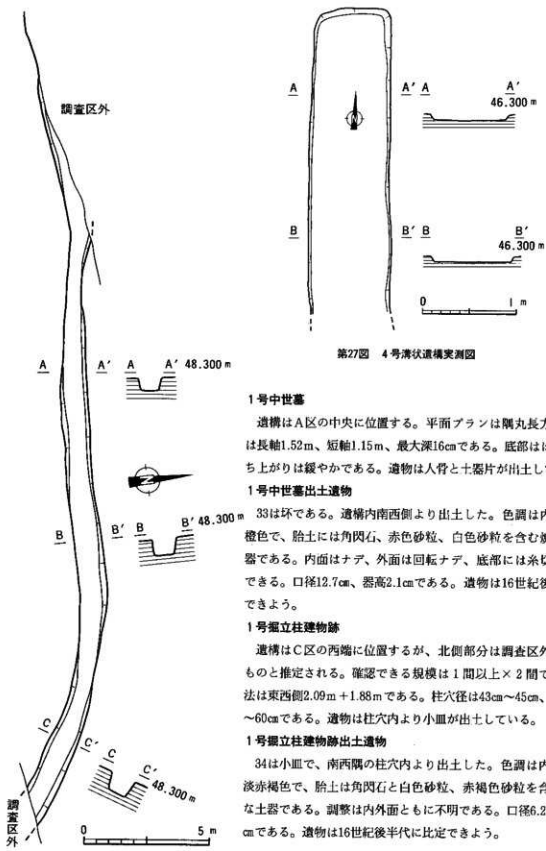 調査区外
A A' A A' 48.300 m
B B' B B' 48.300 m
C C' C C' 48.300 m
調査区外
0 5 m
A A' A A'
46.300 m
B B' B B'
46.300 m
0 1 m
第27図 4号溝状遺構実測図
1号中世墓
遺構はA区の中央に位置する。平面プランは隅丸長方
は長軸1.52m、短軸1.15m、最大深16㎝である。底部はほ
ち上がりは緩やかである。遺物は人骨と土器片が出土し
1号中世墓出土遺物
33は坏である。遺構内南西側より出土した。色調は内
橙色で、胎土には角閃石、赤色砂粒、白色砂粒を含む
器である。内面はナデ、外面は回転ナデ、底部には糸切
できる。口径12.7㎝、器高2.1㎝である。遺物は16世紀後
できよう。
1号掘立柱建物跡
遺構はC区の西端に位置するが、北側部分は調査区外
ものと推定される。確認できる規模は1間以上×2間で
法は東西側2.09m+1.88mである。柱穴径は43㎝～45㎝、
～60㎝である。遺物は柱穴内より小皿が出土している。
1号掘立柱建物跡出土遺物
34は小皿で、南西隅の柱穴内より出土した。色調は内
淡赤褐色で、胎土は角閃石と白色砂粒、赤褐色砂粒を含
な土器である。調整は内外面ともに不明である。口径6.2
㎝である。遺物は16世紀後半代に比定できよう。